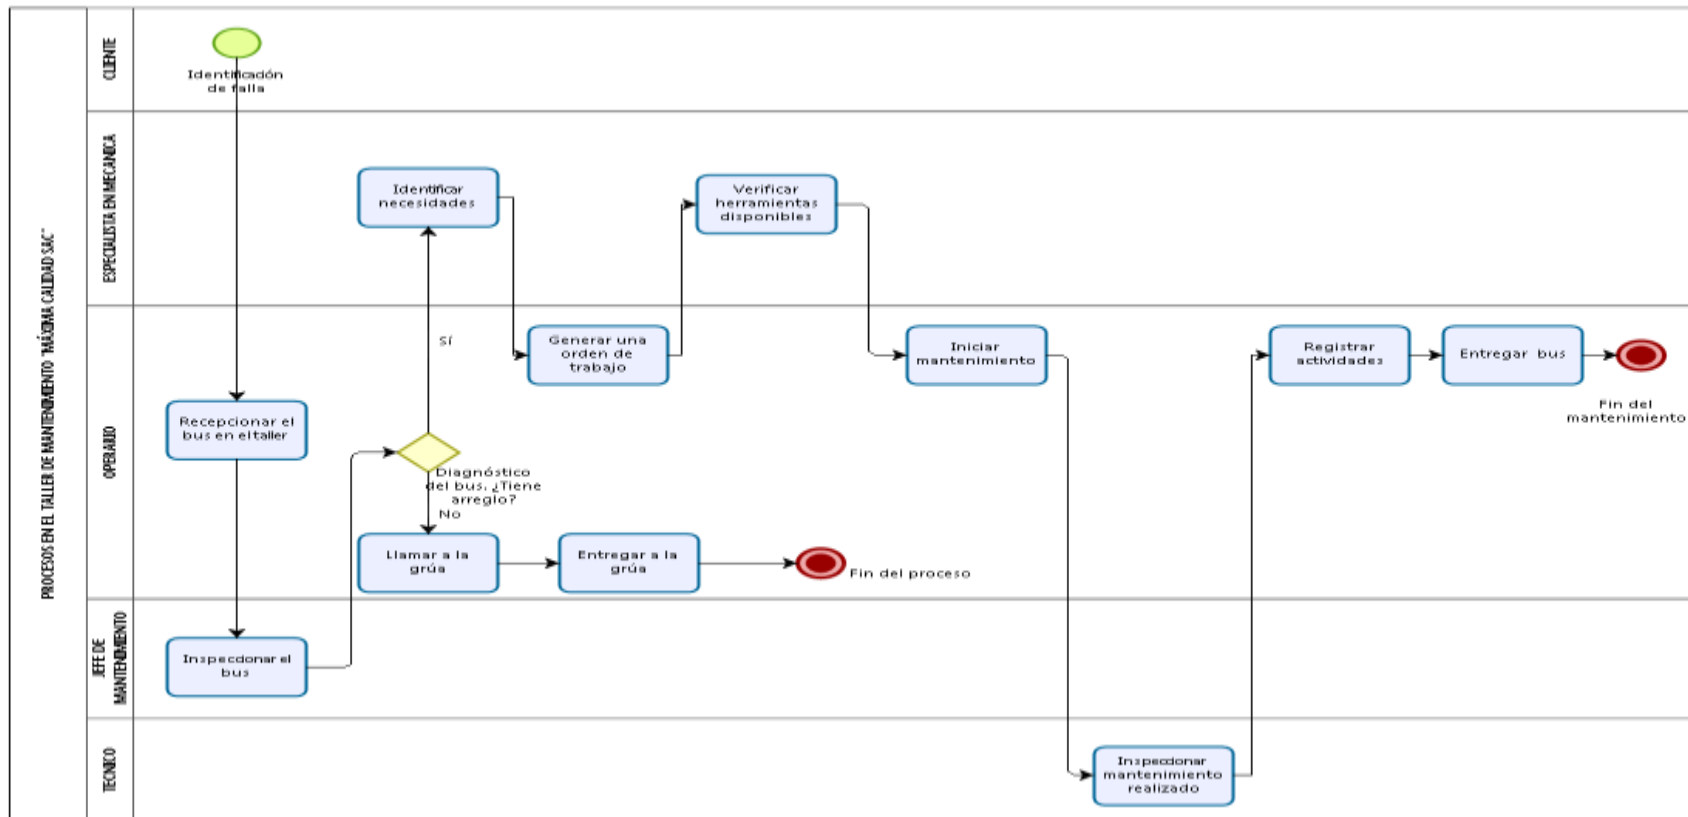 PROCESOS EN EL TALLER DE MANTENIMIENTO "MÁXIMA CALIDAD SAC"
CLIENTE
Identificación
de falla
ESPECIALISTA EN MECANICA
Identificar
necesidades
Verificar
herramientas
disponibles
OPERARIO
Sí
Generar una
orden de
trabajo
Iniciar
mantenimiento
Registrar
actividades
Entregar bus
Fin del
mantenimiento
Recepcionar el
bus en el taller
Diagnóstico
del bus. ¿Tiene
arreglo?
No
Llamar a la
grúa
Entregar a la
grúa
Fin del proceso
JEFE DE
MANTENIMIENTO
Inspeccionar el
bus
TECNICO
Inspeccionar
mantenimiento
realizado